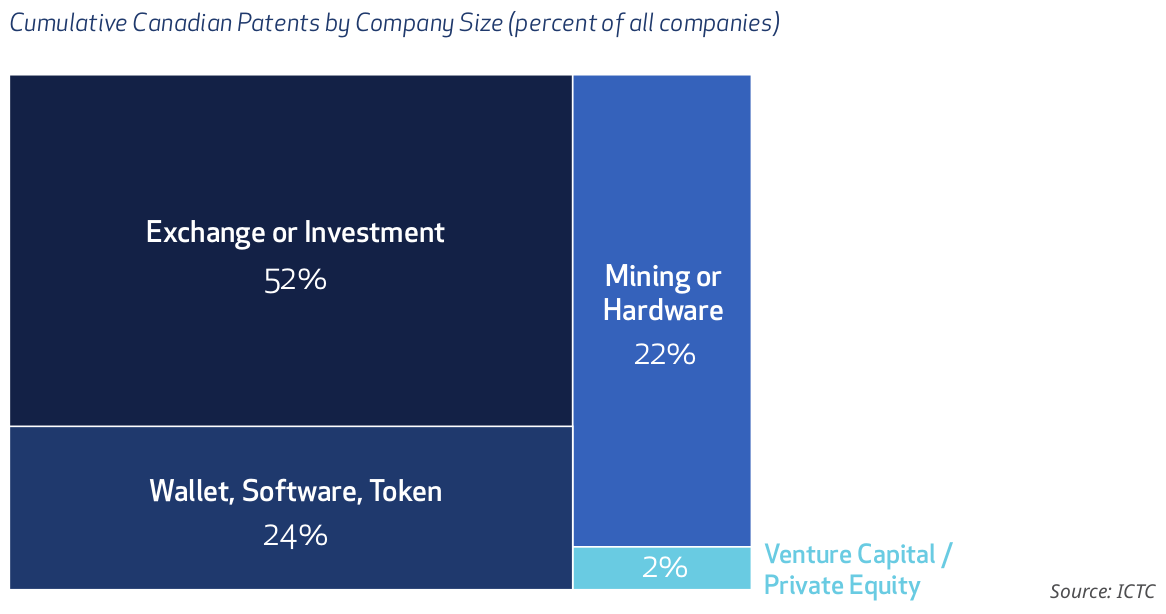 Cumulative Canadian Patents by Company Size (percent of all companies)
Exchange or Investment
52%
Wallet, Software, Token
24%
Mining or
Hardware
22%
2%
Venture Capital /
Private Equity
Source: ICTC